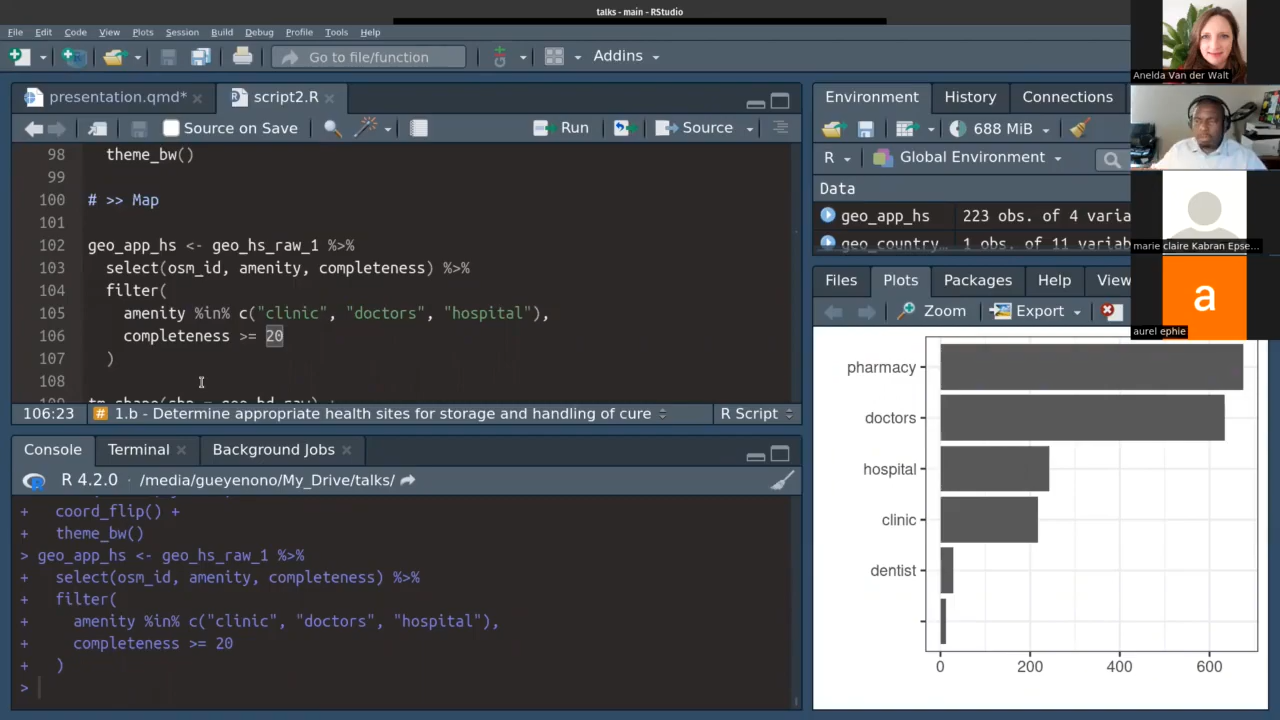 talks - main - RStudio
File Edit Code View Plots Session Build Debug Profile Tools Help
Go to file/function Addins
presentation.qmd* script2.R
Source on Save Run Source
98 theme_bw()
99
100 # >> Map
101
102 geo_app_hs <- geo_hs_raw_1 %>%
103 select(osm_id, amenity, completeness) %>%
104 filter(
105 amenity %in% c("clinic", "doctors", "hospital"),
106 completeness >= 20
107 )
108
106:23 # 1.b - Determine appropriate health sites for storage and handling of cure R Script
Console Terminal Background Jobs
R 4.2.0 · /media/gueyenono/My_Drive/talks/
+ coord_flip() +
+ theme_bw()
> geo_app_hs <- geo_hs_raw_1 %>%
+ select(osm_id, amenity, completeness) %>%
+ filter(
+ amenity %in% c("clinic", "doctors", "hospital"),
+ completeness >= 20
+ )
>
Environment History Connections
688 MiB
R Global Environment
Data
geo_app_hs 223 obs. of 4 varia
geo_country… 1 obs. of 11 variab
Files Plots Packages Help View
Zoom Export
pharmacy
doctors
hospital
clinic
dentist
0 200 400 600
Anelda Van der Walt
marie claire Kabran Epse...
a
aurel ephie